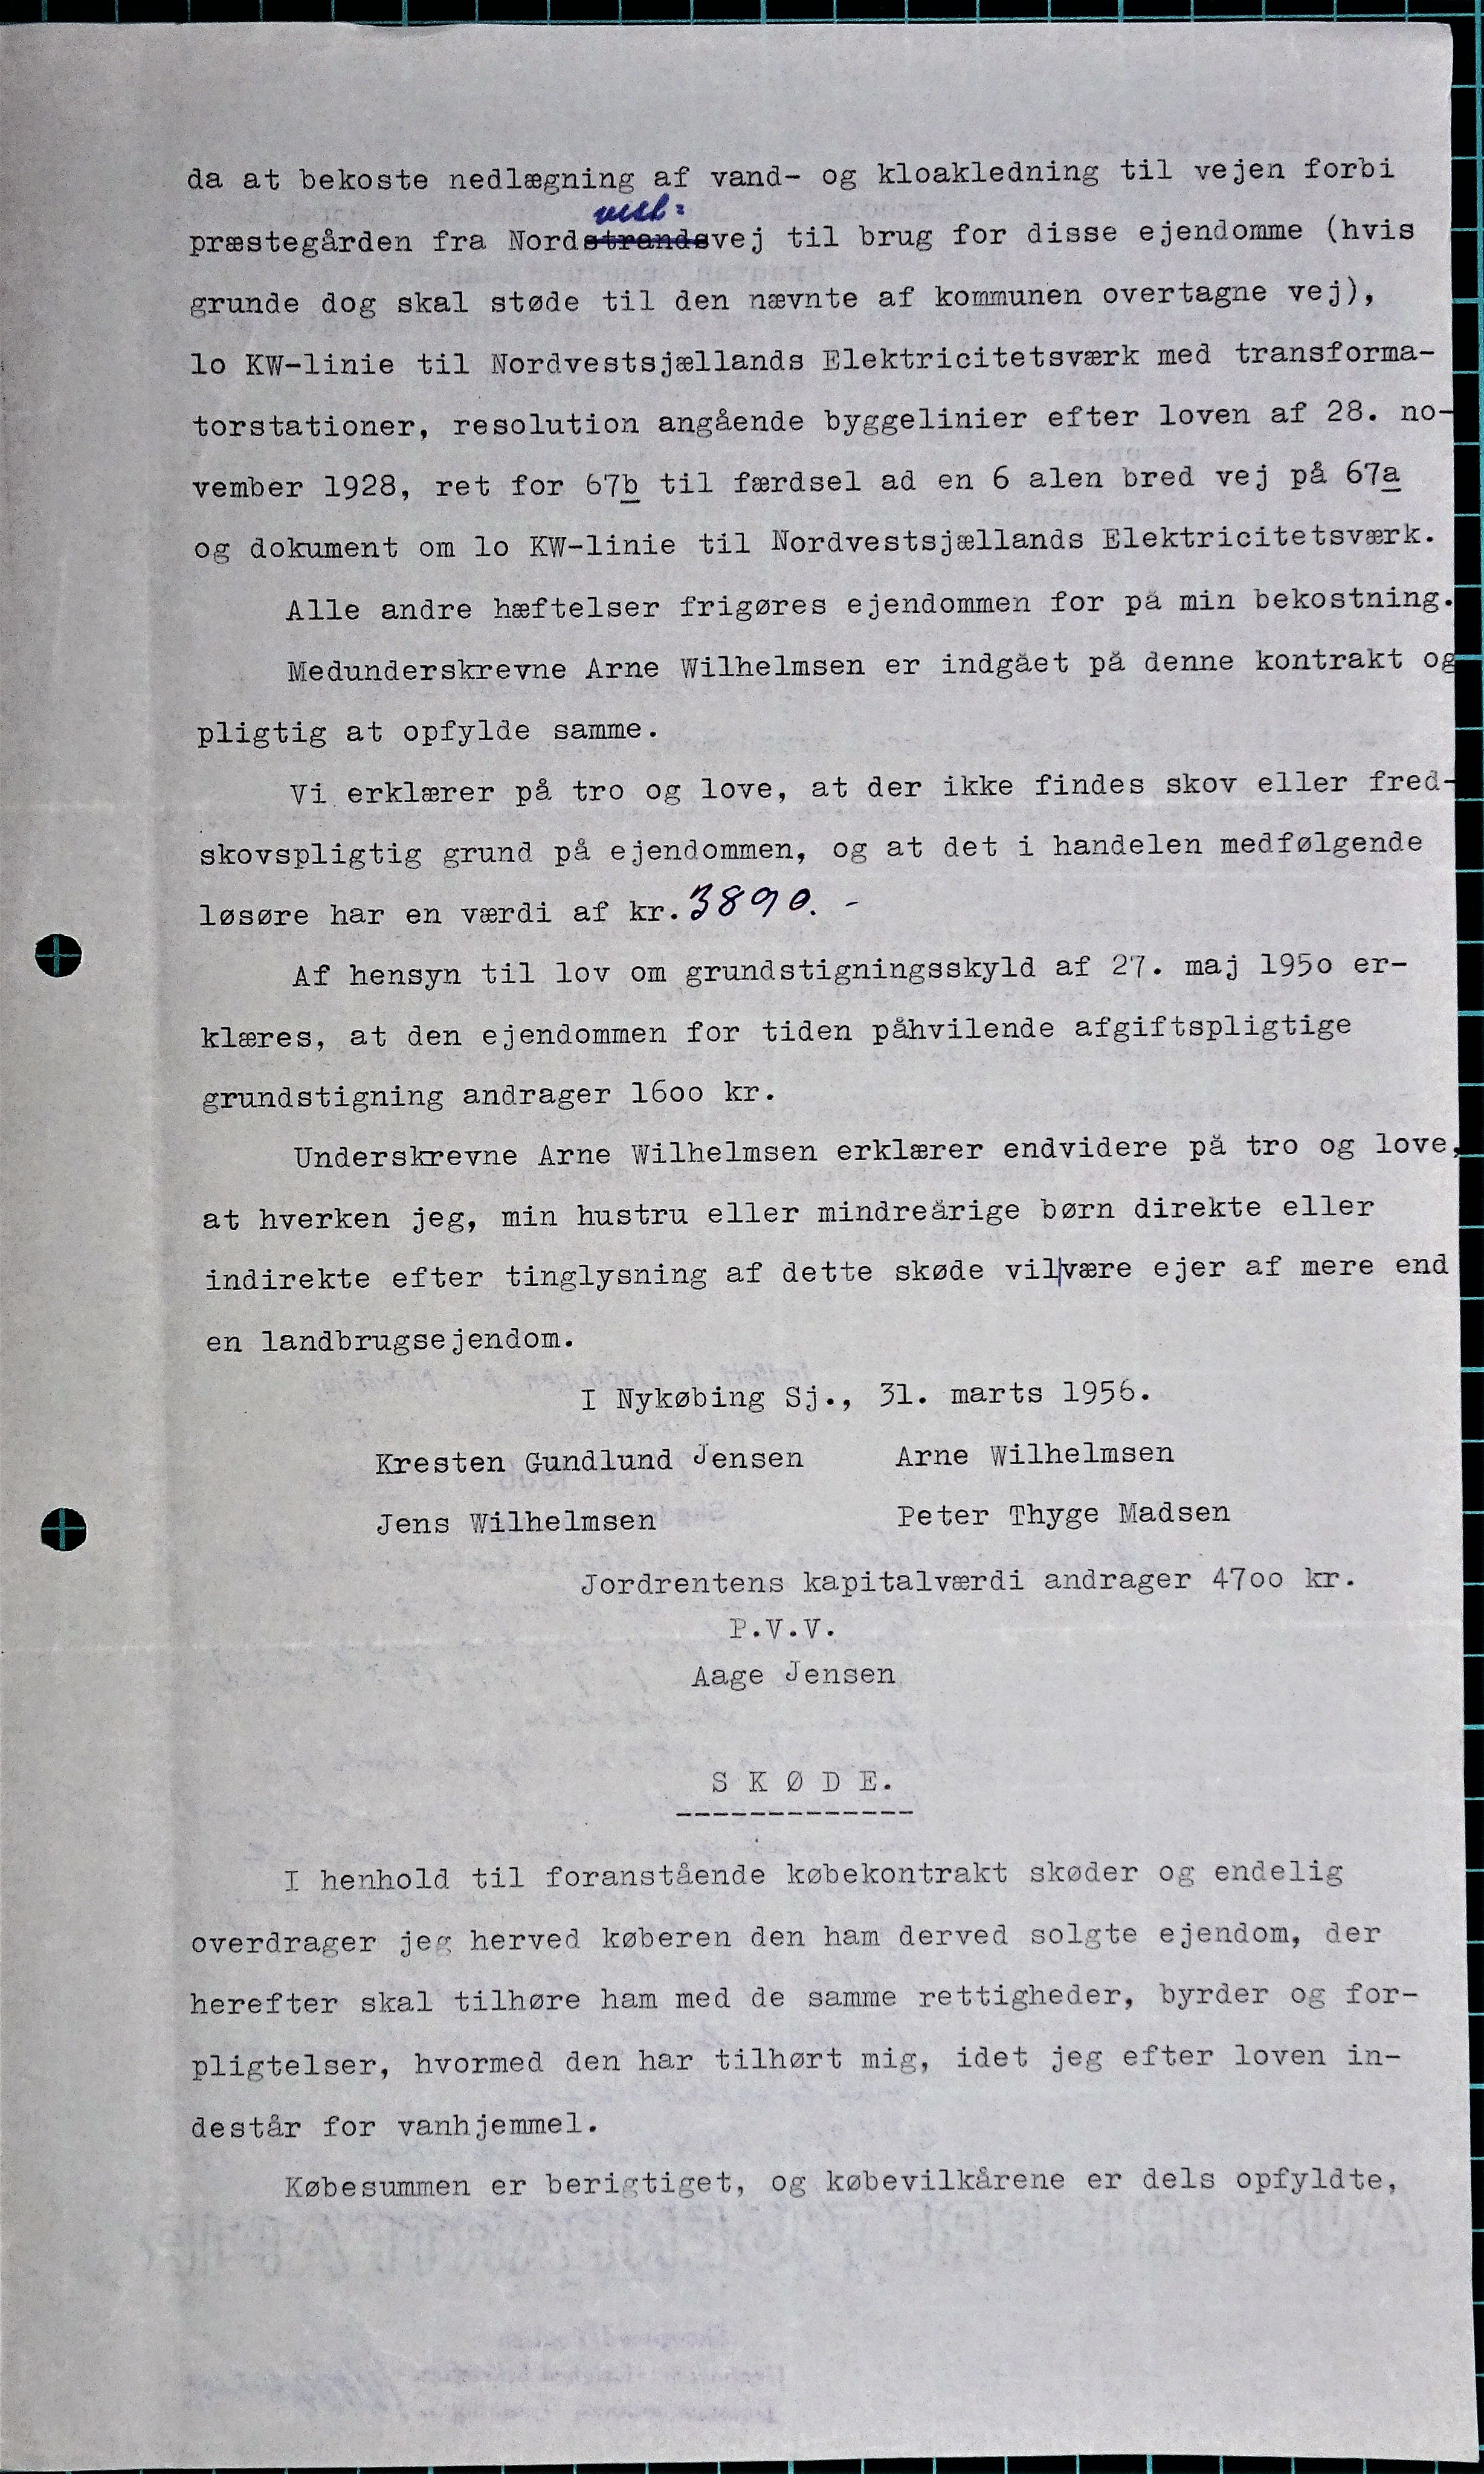 da at bekoste nedlægning af vand- og kloakledning til vejen forbi
vest=
præstegården fra Nordstrandsvej til brug for disse ejendomme (hvis
grunde dog skal støde til den nævnte af kommunen overtagne vej),
lo KW-linie til Nordvestsjællands Elektricitetsværk med transforma-
torstationer, resolution angående byggelinier efter loven af 28. no-
vember 1928, ret for 67b til færdsel ad en 6 alen bred vej på 67a
og dokument om lo KW-linie til Nordvestsjællands Elektricitetsværk.
Alle andre hæftelser frigøres ejendommen for på min bekostning.
Medunderskrevne Arne Wilhelmsen er indgået på denne kontrakt og
pligtig at opfylde samme.
Vi erklærer på tro og love, at der ikke findes skov eller fred-
skovspligtig grund på ejendommen, og at det i handelen medfølgende
løsøre har en værdi af kr. 3890.-
Af hensyn til lov om grundstigningsskyld af 27. maj 195o er-
klæres, at den ejendommen for tiden påhvilende afgiftspligtige
grundstigning andrager 16oo kr.
Underskrevne Arne Wilhelmsen erklærer endvidere på tro og love,
at hverken jeg, min hustru eller mindreårige børn direkte eller
indirekte efter tinglysning af dette skøde vil|være ejer af mere end
en landbrugsejendom.
I Nykøbing Sj., 31. marts 1956.
Kresten Gundlund Jensen Arne Wilhelmsen
Jens Wilhelmsen Peter Thyge Madsen
Jordrentens kapitalværdi andrager 47oo kr.
P.V.V.
Aage Jensen
S K Ø D E.
-------------
I henhold til foranstående købekontrakt skøder og endelig
overdrager jeg herved køberen den ham derved solgte ejendom, der
herefter skal tilhøre ham med de samme rettigheder, byrder og for-
pligtelser, hvormed den har tilhørt mig, idet jeg efter loven in-
destår for vanhjemmel.
Købesummen er berigtiget, og købevilkårene er dels opfyldte,